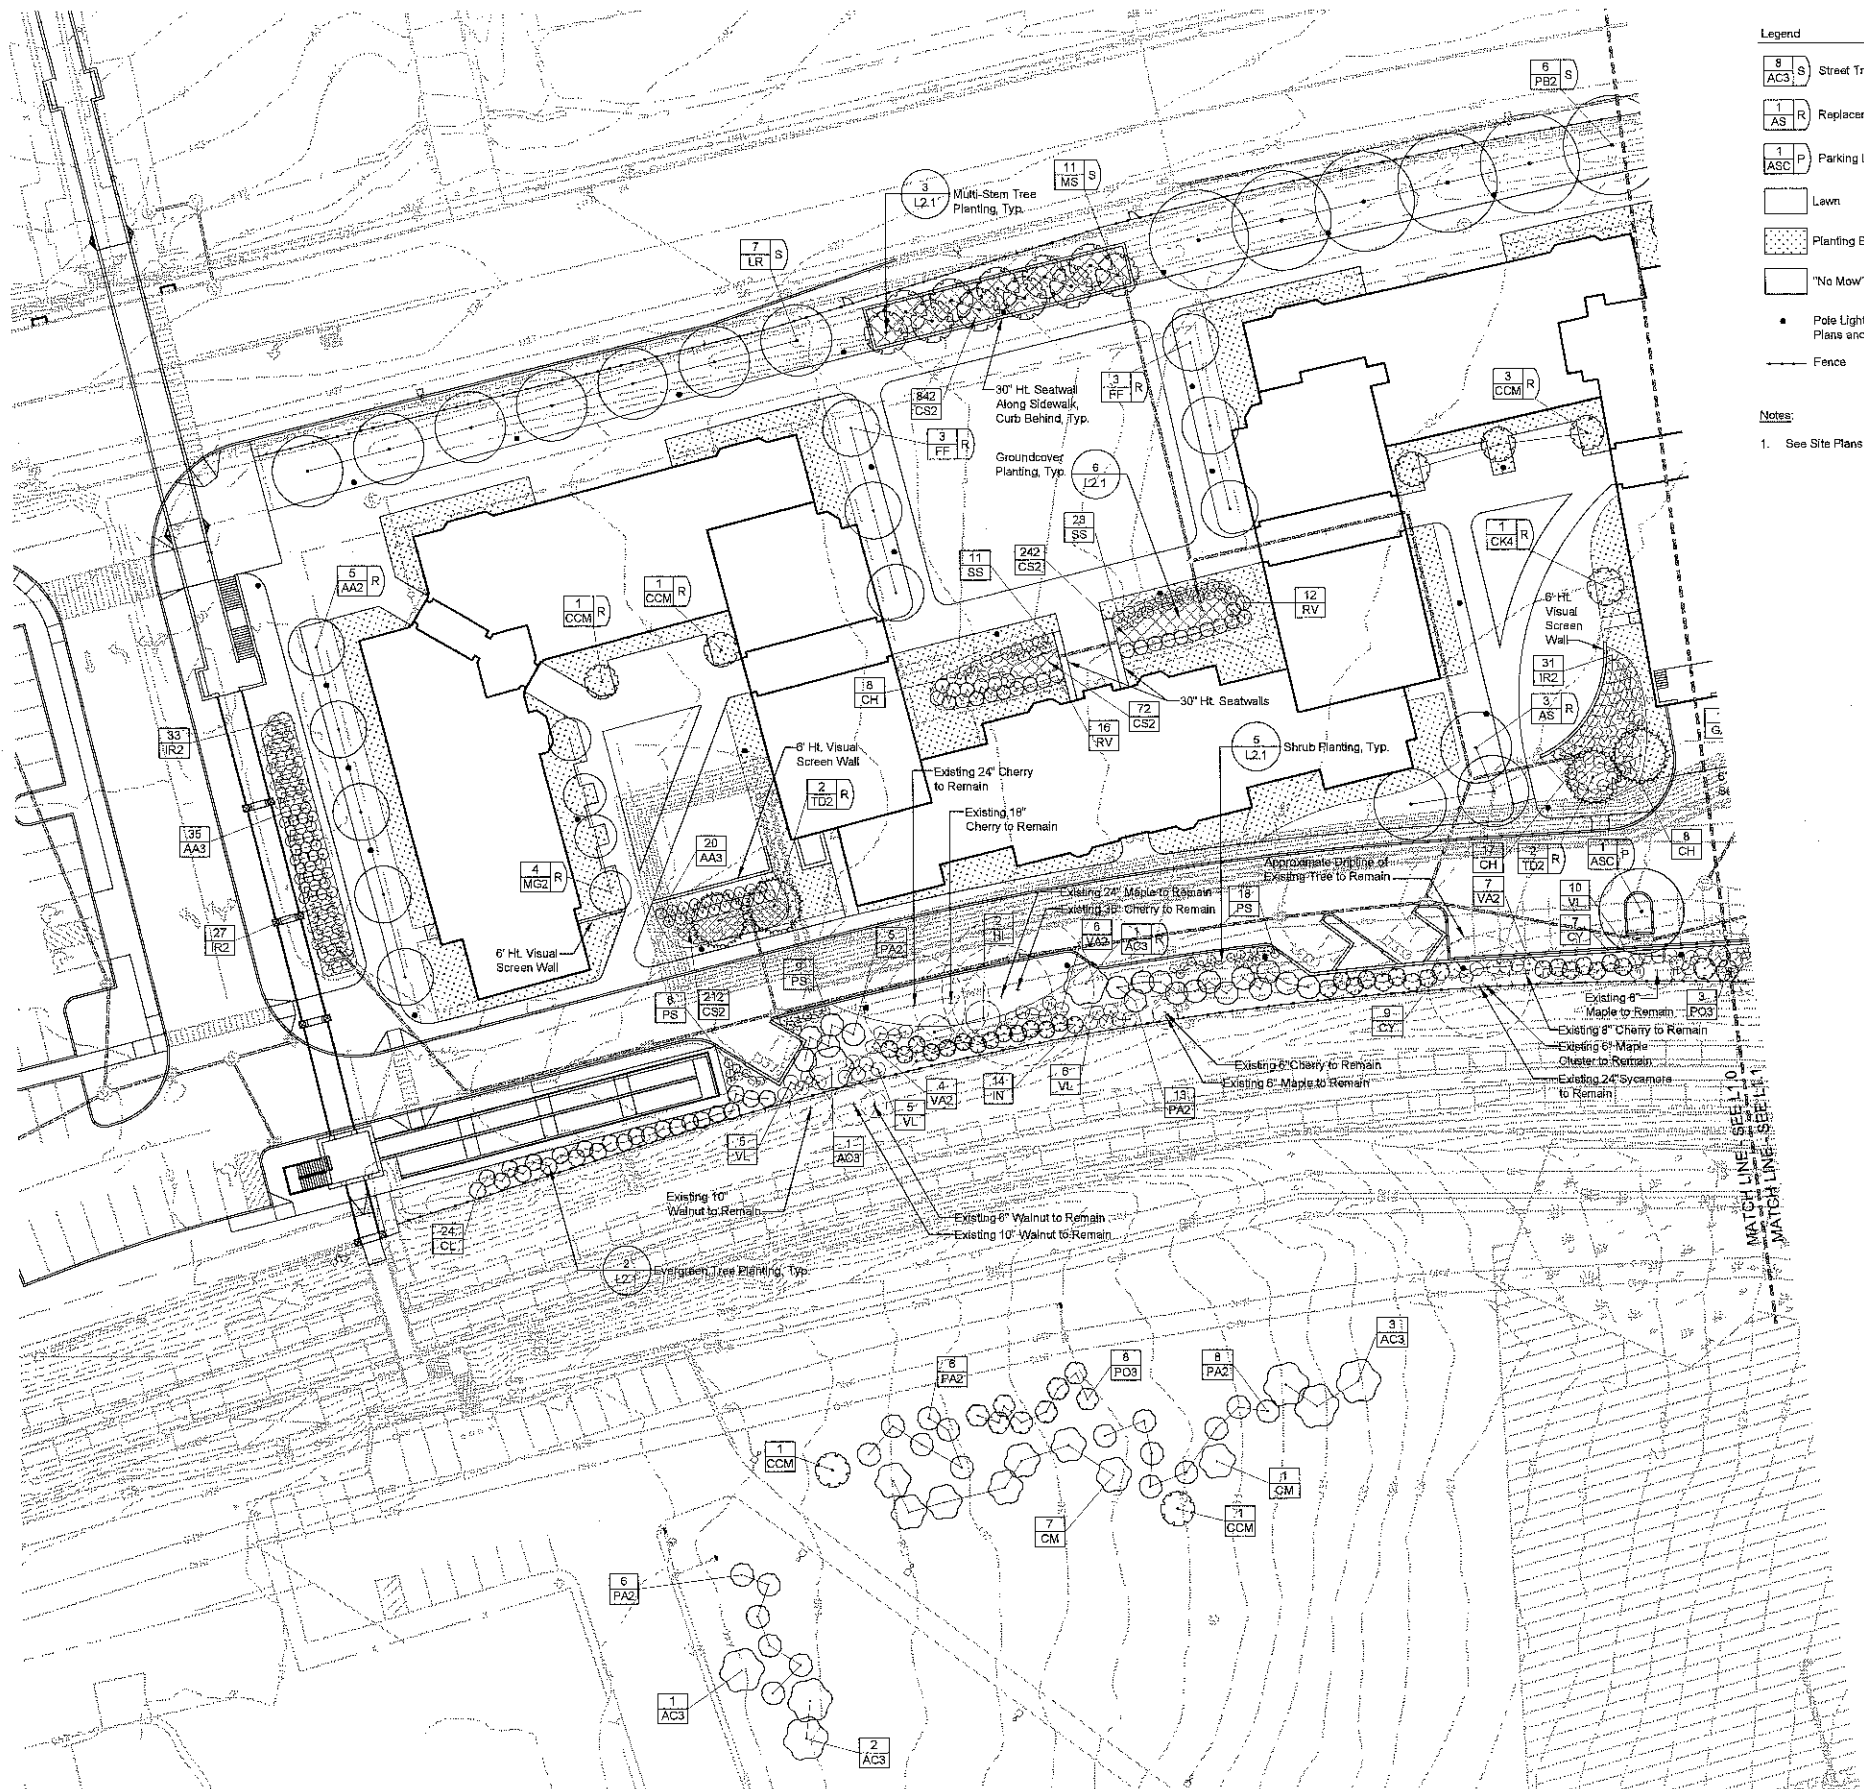 Legend
8
AC3 S Street Tr
1
AS R Replacer
1
ASC P Parking L
Lawn
Planting B
"No Mow"
Pole Light
Plans and
Fence
Notes:
1. See Site Plans
6
PB2 S
11
MS S
3
L2.1
Multi-Stem Tree
Planting, Typ.
7
LR S
842
CS2
30" Ht. Seatwall
Along Sidewalk,
Curb Behind, Typ.
3
FF R
3
FF R
3
CCM R
Groundcover
Planting, Typ.
6
L2.1
29
SS
11
SS
242
CS2
1
CK4 R
5
AA2 R
1
CCM R
1
CCM R
12
RV
6' Ht.
Visual
Screen
Wall
31
IR2
3
AS R
8
CH
30" Ht. Seatwalls
72
CS2
16
RV
33
IR2
6' Ht. Visual
Screen Wall
2
TD2 R
5
L2.1
Shrub Planting, Typ.
Existing 24" Cherry
to Remain
Existing 18"
Cherry to Remain
35
AA3
20
AA3
4
MG2 R
Approximate Dripline of
Existing Tree to Remain
17
CH
2
TD2 R
1
ASC P
8
CH
7
VA2
10
VL
7
CY
Existing 24" Maple to Remain
Existing 36" Cherry to Remain
18
PS
27
IR2
6' Ht. Visual
Screen Wall
5
PA2
6
VA2
1
AC3 R
9
PS
8
PS
212
CS2
9
CY
Existing 8"
Maple to Remain
3
PO3
Existing 8" Cherry to Remain
Existing 6" Maple
Cluster to Remain
Existing 24" Sycamore
to Remain
Existing 6" Cherry to Remain
Existing 6" Maple to Remain
4
VA2
14
IN
6
VL
5
VL
13
PA2
1
AC3
VL
Existing 10"
Walnut to Remain
Existing 6" Walnut to Remain
Existing 10" Walnut to Remain
24
CL
2
L2.1
Evergreen Tree Planting, Typ.
MATCH LINE - SEE L1.0
MATCH LINE - SEE L1.1
3
AC3
6
PA2
8
PO3
8
PA2
1
CCM
1
CM
7
CM
1
CCM
6
PA2
1
AC3
2
AC3